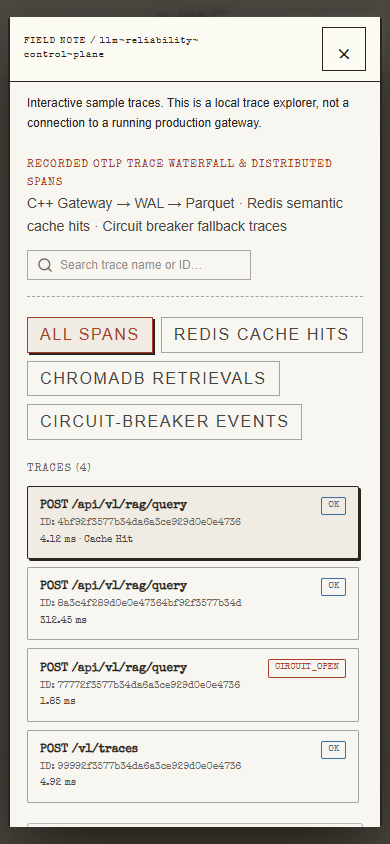 FIELD NOTE / llm-reliability-
control-plane
×
Interactive sample traces. This is a local trace explorer, not a
connection to a running production gateway.
RECORDED OTLP TRACE WATERFALL & DISTRIBUTED
SPANS
C++ Gateway → WAL → Parquet · Redis semantic
cache hits · Circuit breaker fallback traces
Search trace name or ID...
ALL SPANS
REDIS CACHE HITS
CHROMADB RETRIEVALS
CIRCUIT-BREAKER EVENTS
TRACES (4)
POST /api/v1/rag/query
OK
ID: 4bf92f3577b34da6a3ce929d0e0e4736
4.12 ms · Cache Hit
POST /api/v1/rag/query
OK
ID: 8a3c4f289d0e0e47364bf92f3577b34d
312.45 ms
POST /api/v1/rag/query
CIRCUIT_OPEN
ID: 77772f3577b34da6a3ce929d0e0e4736
1.85 ms
POST /v1/traces
OK
ID: 99992f3577b34da6a3ce929d0e0e4736
4.92 ms